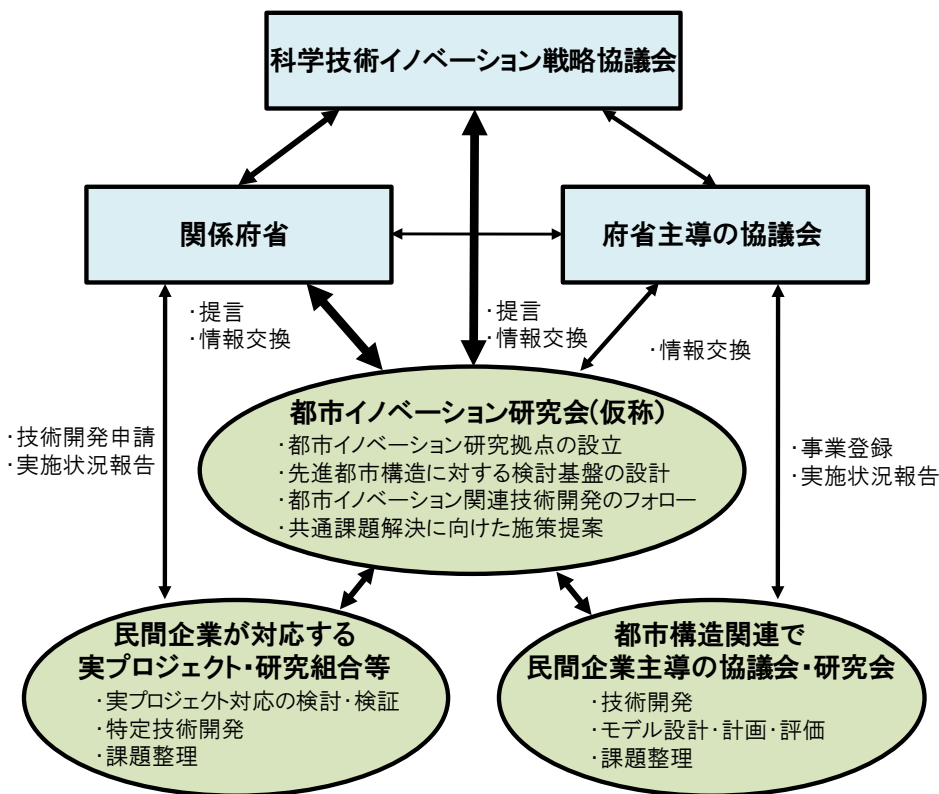 科学技術イノベーション戦略協議会
関係府省
府省主導の協議会
・提言
・情報交換
・提言
・情報交換
・情報交換
・技術開発申請
・実施状況報告
都市イノベーション研究会(仮称)
・都市イノベーション研究拠点の設立
・先進都市構造に対する検討基盤の設計
・都市イノベーション関連技術開発のフォロー
・共通課題解決に向けた施策提案
・事業登録
・実施状況報告
民間企業が対応する
実プロジェクト・研究組合等
・実プロジェクト対応の検討・検証
・特定技術開発
・課題整理
都市構造関連で
民間企業主導の協議会・研究会
・技術開発
・モデル設計・計画・評価
・課題整理